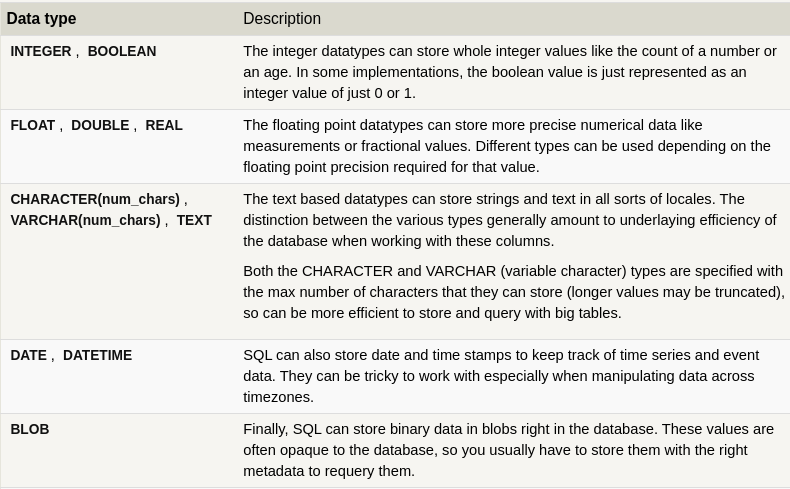 Data type Description
INTEGER , BOOLEAN The integer datatypes can store whole integer values like the count of a number or
an age. In some implementations, the boolean value is just represented as an
integer value of just 0 or 1.
FLOAT , DOUBLE , REAL The floating point datatypes can store more precise numerical data like
measurements or fractional values. Different types can be used depending on the
floating point precision required for that value.
CHARACTER(num_chars) , The text based datatypes can store strings and text in all sorts of locales. The
VARCHAR(num_chars) , TEXT distinction between the various types generally amount to underlaying efficiency of
the database when working with these columns.
Both the CHARACTER and VARCHAR (variable character) types are specified with
the max number of characters that they can store (longer values may be truncated),
so can be more efficient to store and query with big tables.
DATE , DATETIME SQL can also store date and time stamps to keep track of time series and event
data. They can be tricky to work with especially when manipulating data across
timezones.
BLOB Finally, SQL can store binary data in blobs right in the database. These values are
often opaque to the database, so you usually have to store them with the right
metadata to requery them.